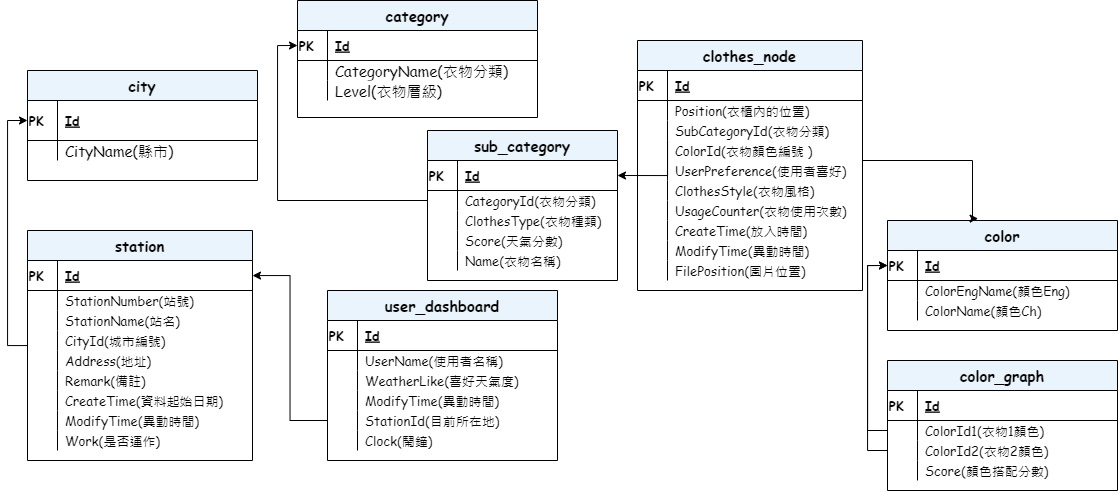 category
PK
Id
CategoryName(衣物分類)
Level(衣物層級)
city
PK
Id
CityName(縣市)
clothes_node
PK
Id
Position(衣櫃內的位置)
SubCategoryId(衣物分類)
ColorId(衣物顏色編號 )
UserPreference(使用者喜好)
ClothesStyle(衣物風格)
UsageCounter(衣物使用次數)
CreateTime(放入時間)
ModifyTime(異動時間)
FilePosition(圖片位置)
sub_category
PK
Id
CategoryId(衣物分類)
ClothesType(衣物種類)
Score(天氣分數)
Name(衣物名稱)
station
PK
Id
StationNumber(站號)
StationName(站名)
CityId(城市編號)
Address(地址)
Remark(備註)
CreateTime(資料起始日期)
ModifyTime(異動時間)
Work(是否運作)
user_dashboard
PK
Id
UserName(使用者名稱)
WeatherLike(喜好天氣度)
ModifyTime(異動時間)
StationId(目前所在地)
Clock(鬧鐘)
color
PK
Id
ColorEngName(顏色Eng)
ColorName(顏色Ch)
color_graph
PK
Id
ColorId1(衣物1顏色)
ColorId2(衣物2顏色)
Score(顏色搭配分數)